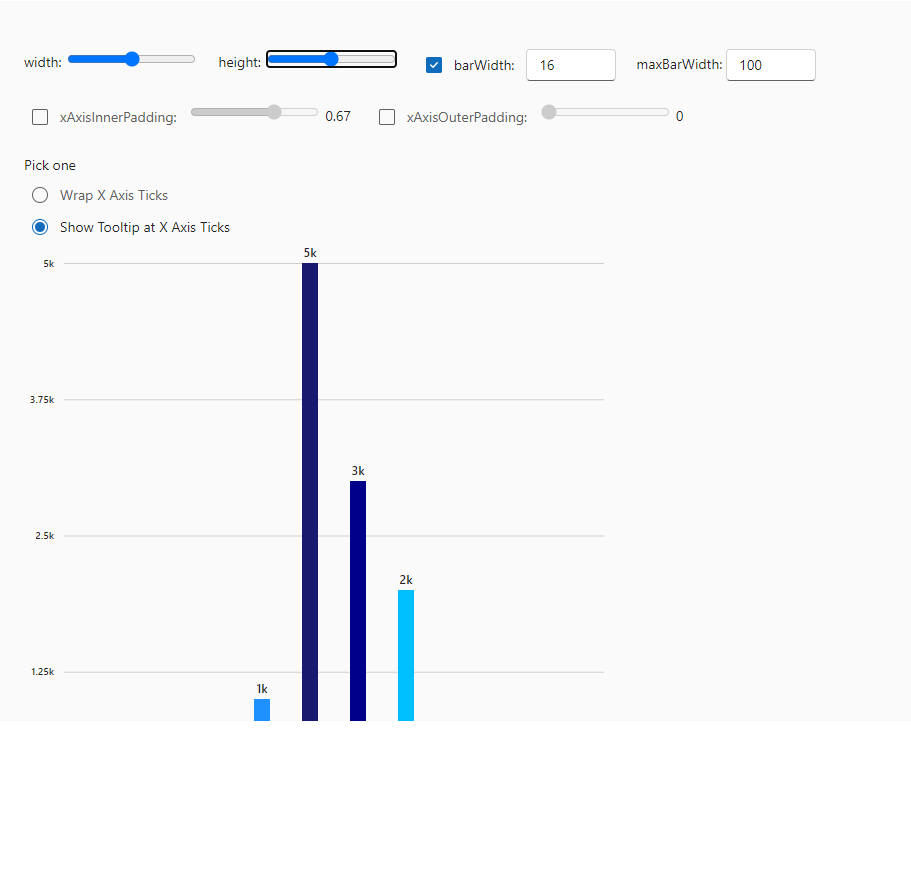 width: height: barWidth: 16 maxBarWidth: 100
xAxisInnerPadding: 0.67 xAxisOuterPadding: 0
Pick one
Wrap X Axis Ticks
Show Tooltip at X Axis Ticks
5k
5k
3.75k
3k
2.5k
2k
1.25k
1k